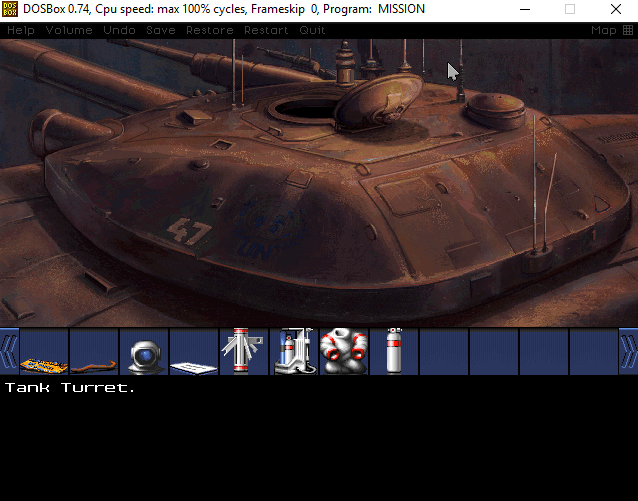 DOSBox 0.74, Cpu speed: max 100% cycles, Frameskip 0, Program: MISSION
Help Volume Undo Save Restore Restart Quit Map
47
UN
Tank Turret.